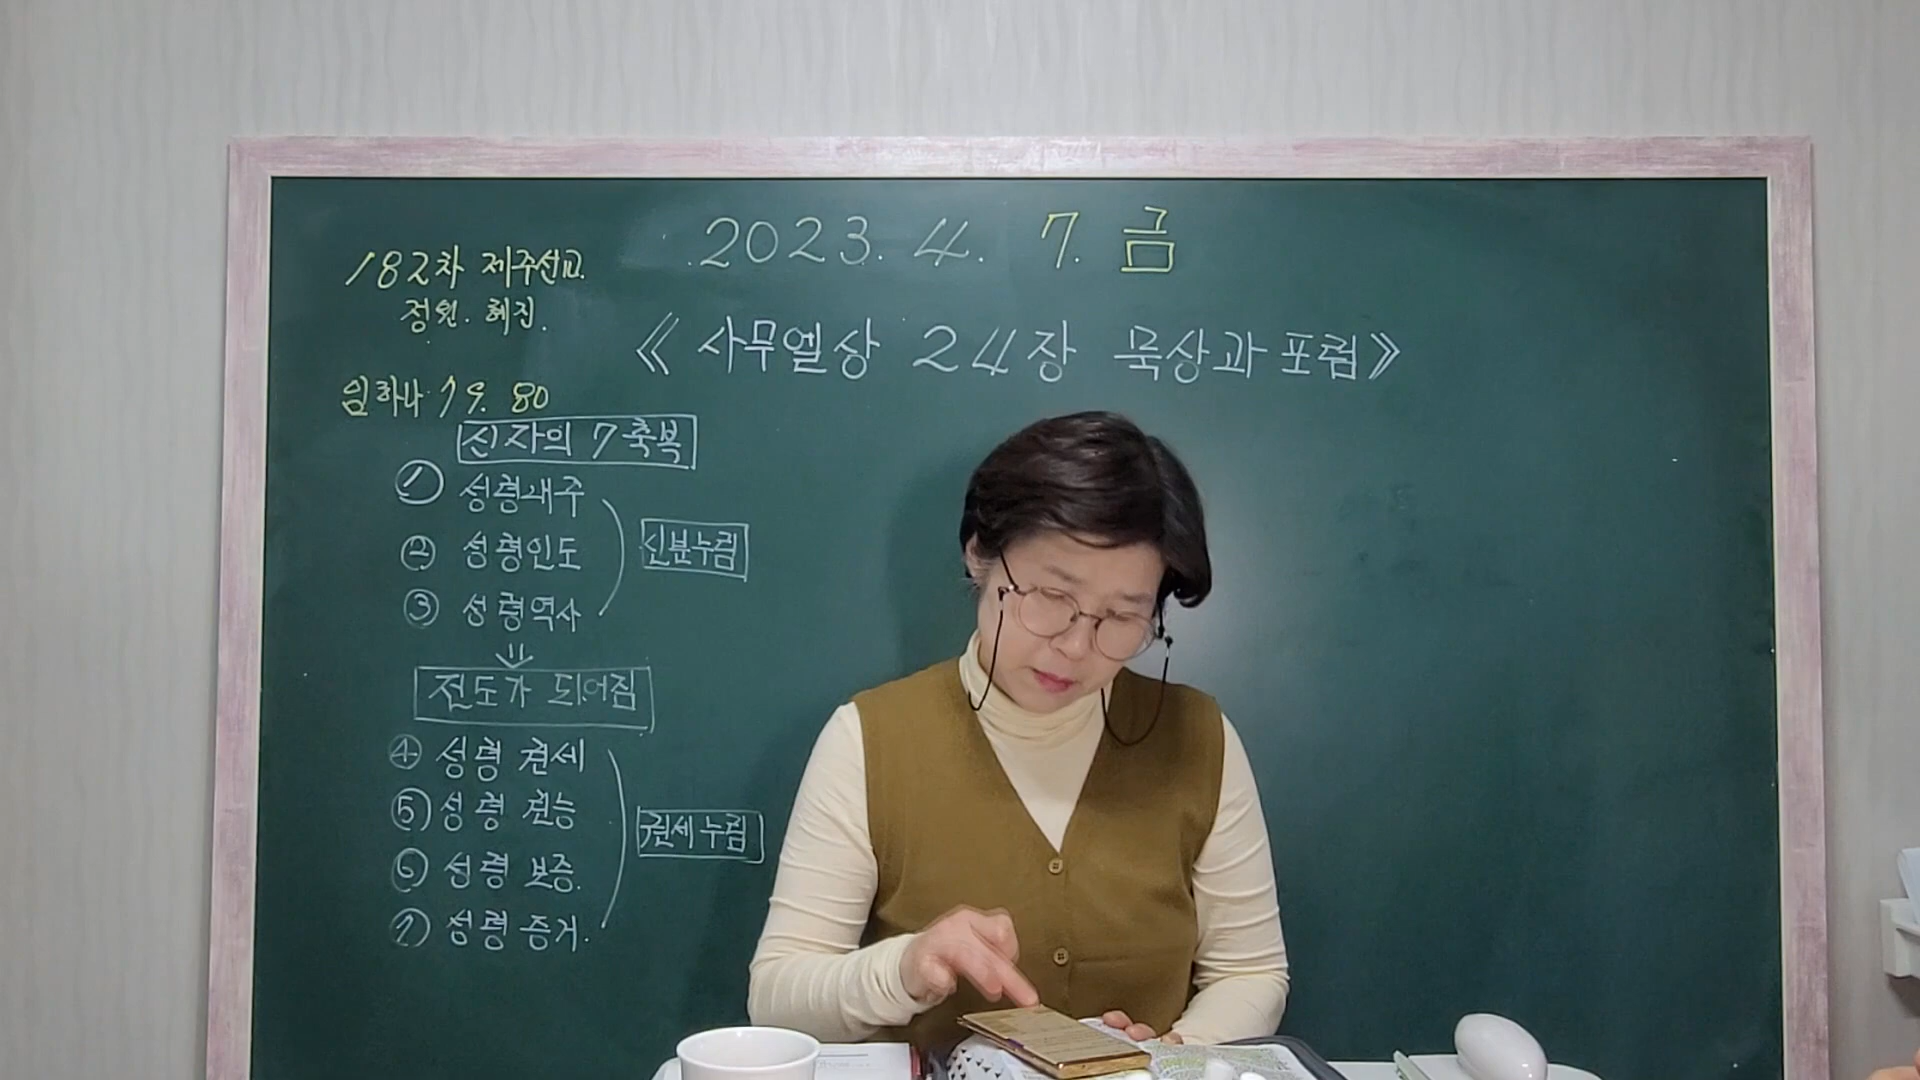 2023. 4. 7. 금
《 사무엘상 24장 묵상과 포럼》
182차 제주선교.
정원. 혜진.
임하나 79. 80
신자의 7축복
① 성령내주
② 성령인도
③ 성령역사
신분누림
⇓
전도가 되어짐
④ 성령 권세
⑤ 성령 권능
⑥ 성령 보증.
⑦ 성령 증거.
권세누림